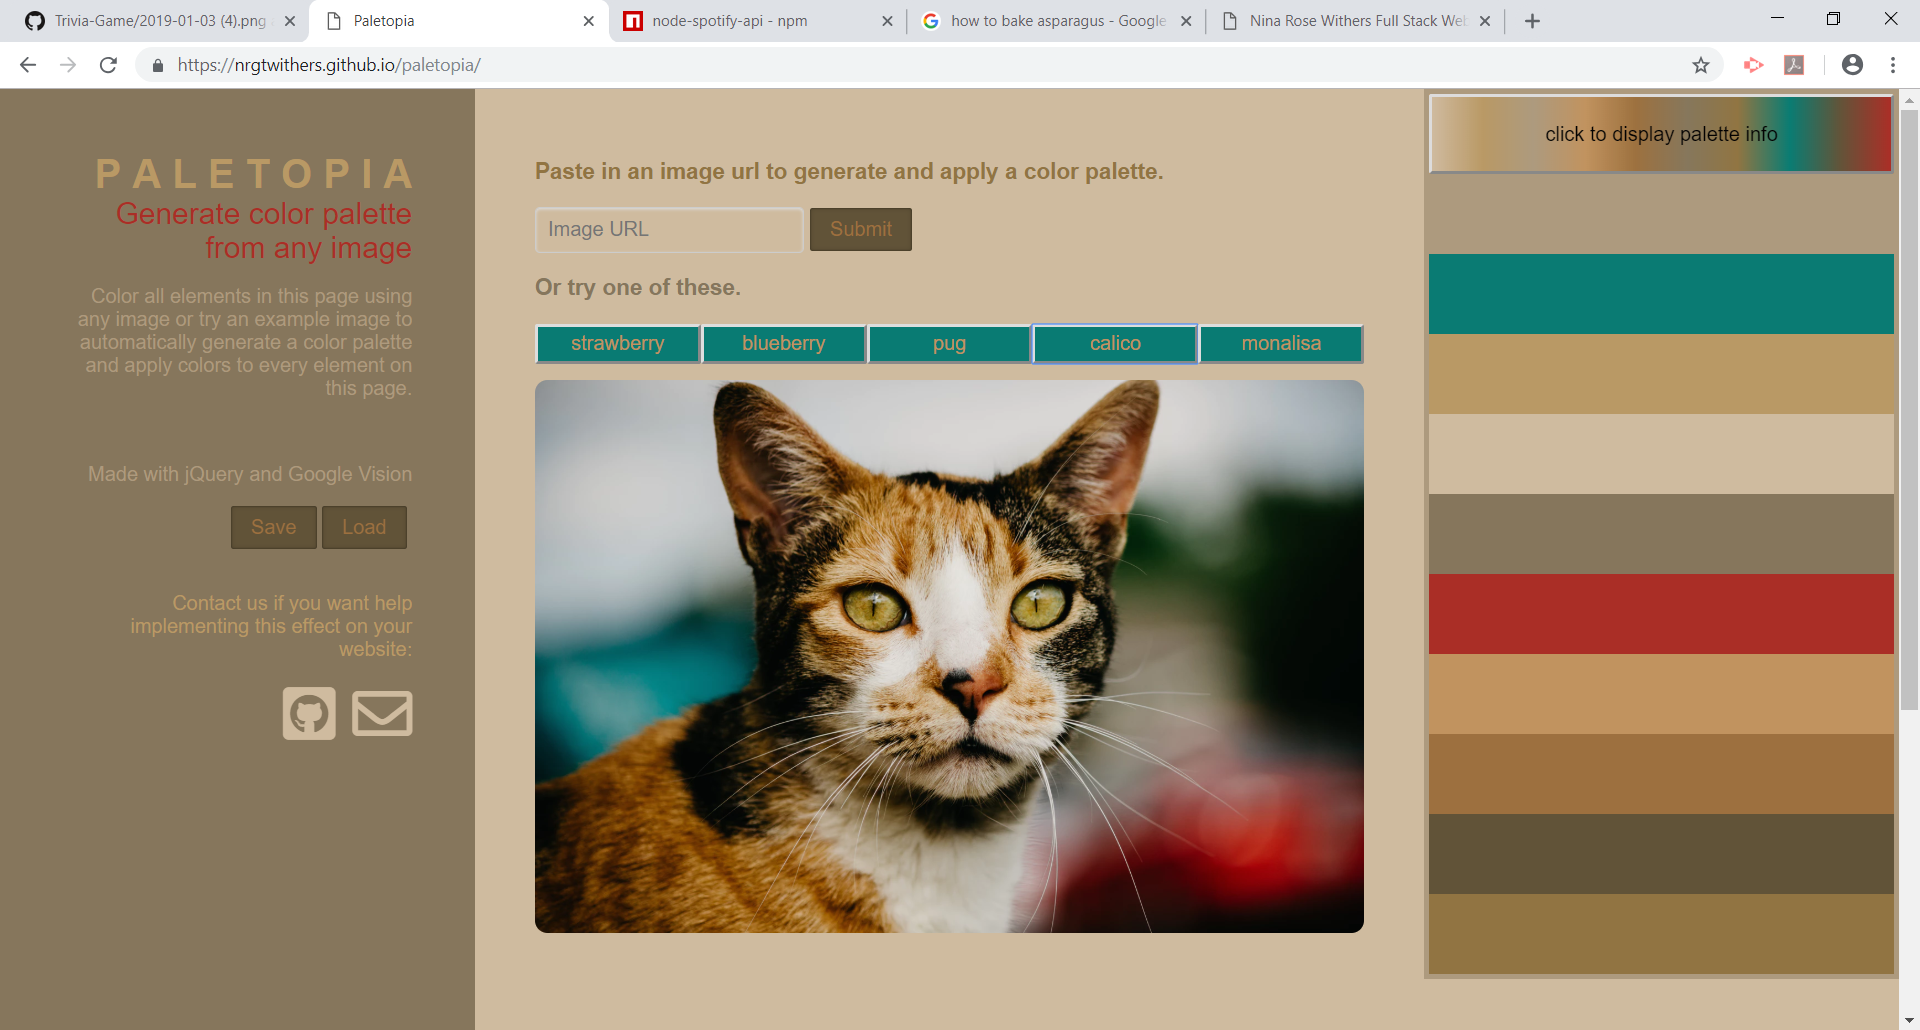 Trivia-Game/2019-01-03 (4).png
Paletopia
node-spotify-api - npm
how to bake asparagus - Google
Nina Rose Withers Full Stack We
https://nrgtwithers.github.io/paletopia/
PALETOPIA
Generate color palette
from any image
Color all elements in this page using
any image or try an example image to
automatically generate a color palette
and apply colors to every element on
this page.
Made with jQuery and Google Vision
Save Load
Contact us if you want help
implementing this effect on your
website:
Paste in an image url to generate and apply a color palette.
Image URL Submit
Or try one of these.
strawberry blueberry pug calico monalisa
click to display palette info